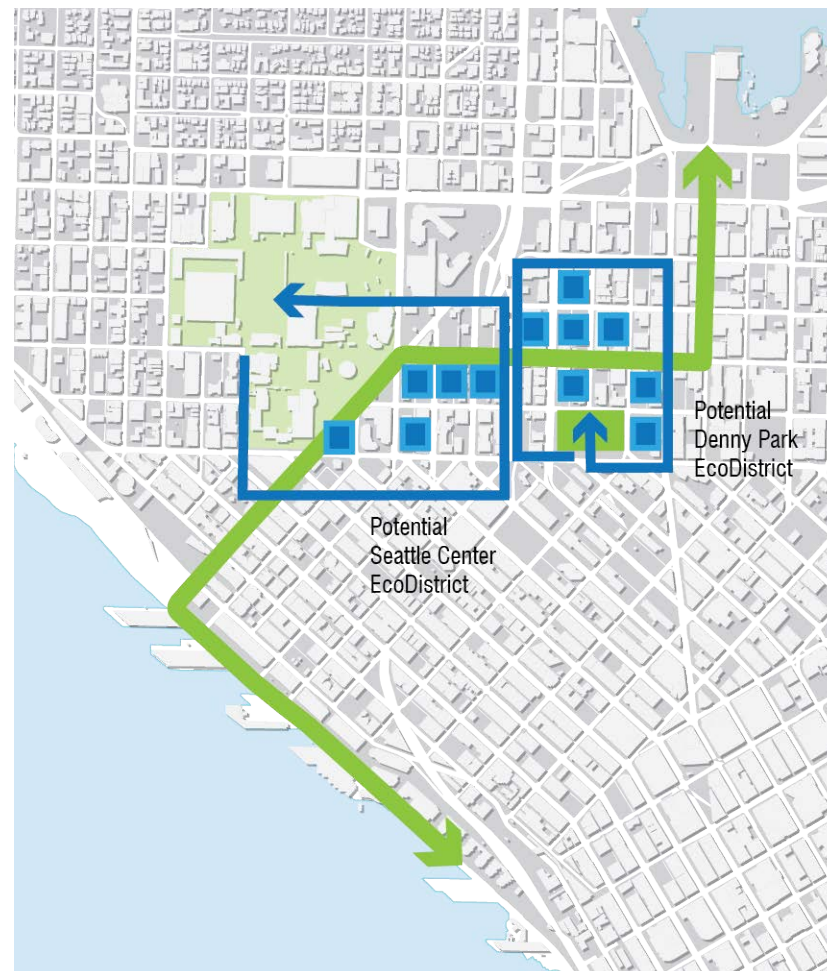 Potential
Denny Park
EcoDistrict
Potential
Seattle Center
EcoDistrict